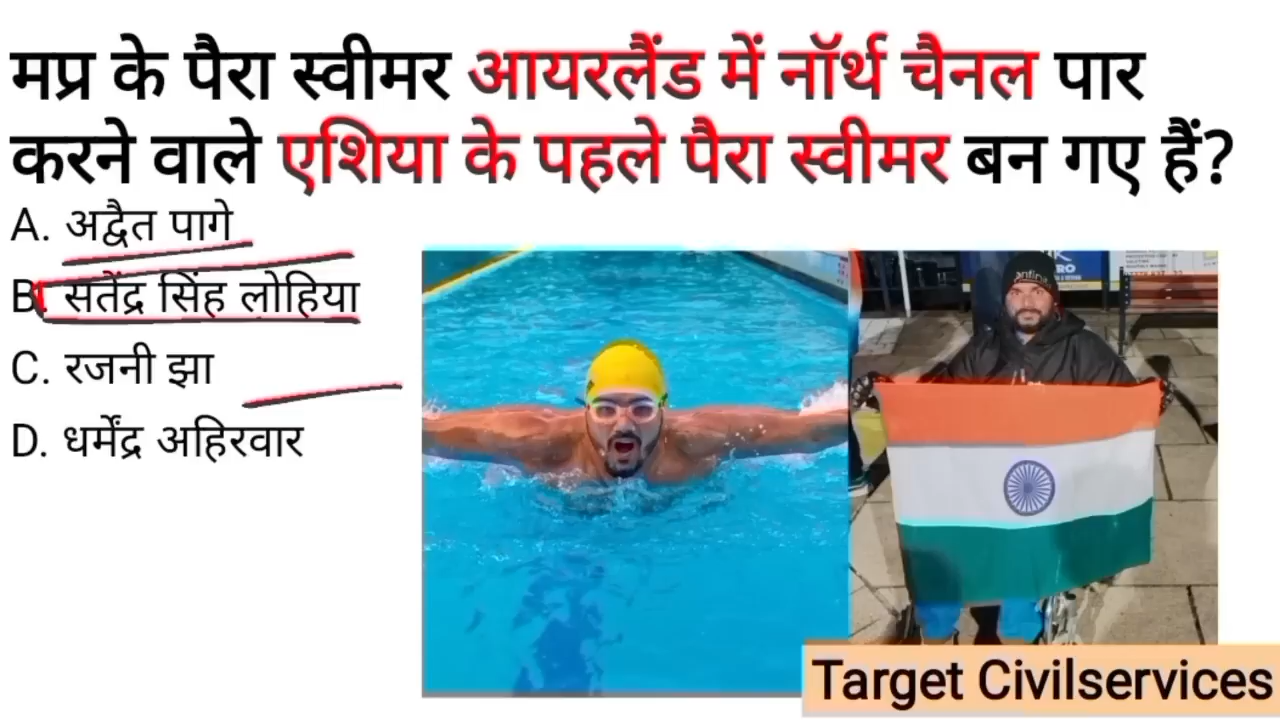 मप्र के पैरा स्वीमर आयरलैंड में नॉर्थ चैनल पार
करने वाले एशिया के पहले पैरा स्वीमर बन गए हैं?
A. अद्वैत पागे
B. सतेंद्र सिंह लोहिया
C. रजनी झा
D. धर्मेंद्र अहिरवार
Target Civilservices